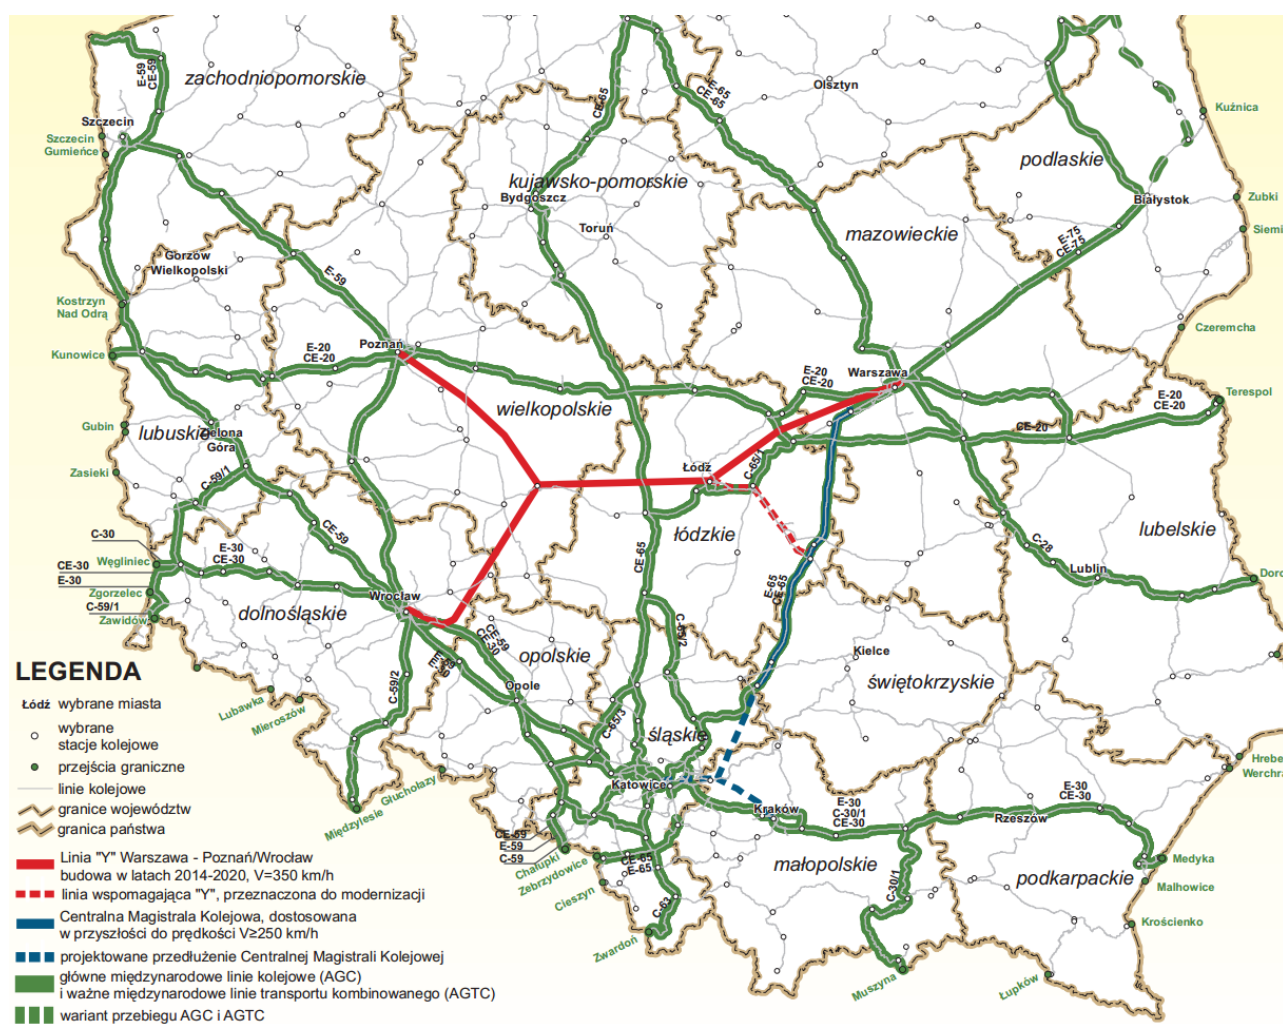 zachodniopomorskie
E-59
CE-59
Szczecin
Szczecin
Gumieńce
CE-65
E-65
CE-65
Olsztyn
Kuźnica
podlaskie
kujawsko-pomorskie
Bydgoszcz
Toruń
Białystok
Zubki
mazowieckie
E-75
CE-75
Gorzów
Wielkopolski
E-59
Kostrzyn
Nad Odrą
Czeremcha
Poznań
E-20
CE-20
Kunowice
E-20
CE-20
Warszawa
E-20
CE-20
Terespol
wielkopolskie
Gubin
lubuskie
Zielona
Góra
CE-20
Zasieki
C-59/1
Łódź
C-65/1
CE-59
łódzkie
lubelskie
C-30
Węgliniec
E-30
CE-30
CE-65
C-28
CE-30
E-30
Zgorzelec
C-59/1
Zawidów
Wrocław
E-65
CE-65
Lublin
dolnośląskie
CE-59
CE-30
C-65/2
opolskie
Kielce
świętokrzyskie
LEGENDA
Łódź wybrane miasta
wybrane
stacje kolejowe
przejścia graniczne
linie kolejowe
granice województw
granica państwa
Lubawka
Mieroszów
C-59/2
Opole
C-65/3
śląskie
Głuchołazy
Międzylesie
Katowice
Kraków
E-30
C-30/1
CE-30
Rzeszów
E-30
CE-30
CE-59
E-59
C-59
Chałupki
Zebrzydowice
Cieszyn
CE-65
E-65
C-63
Zwardoń
małopolskie
C-30/1
Muszyna
podkarpackie
Medyka
Malhowice
Krościenko
Łupków
Linia "Y" Warszawa - Poznań/Wrocław
budowa w latach 2014-2020, V=350 km/h
linia wspomagająca "Y", przeznaczona do modernizacji
Centralna Magistrala Kolejowa, dostosowana
w przyszłości do prędkości V≥250 km/h
projektowane przedłużenie Centralnej Magistrali Kolejowej
główne międzynarodowe linie kolejowe (AGC)
i ważne międzynarodowe linie transportu kombinowanego (AGTC)
wariant przebiegu AGC i AGTC